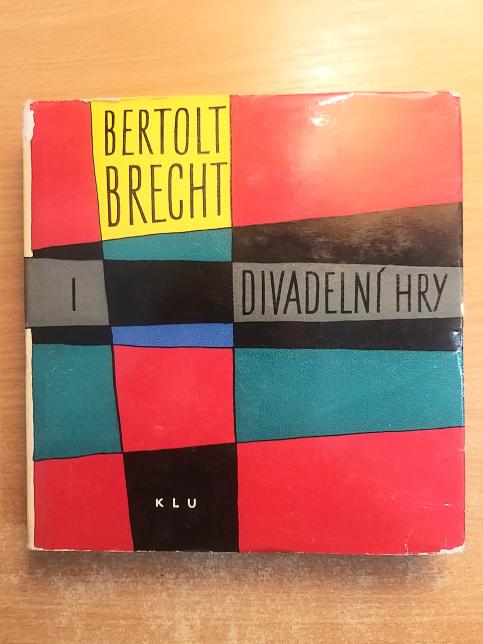 BERTOLT
BRECHT
I DIVADELNÍ HRY
KLU